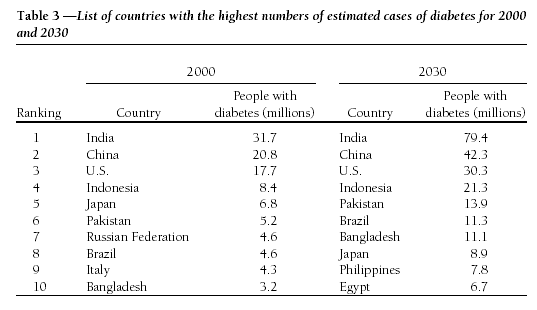 Table 3 —List of countries with the highest numbers of estimated cases of diabetes for 2000
and 2030
2000 2030
People with People with
Ranking Country diabetes (millions) Country diabetes (millions)
1 India 31.7 India 79.4
2 China 20.8 China 42.3
3 U.S. 17.7 U.S. 30.3
4 Indonesia 8.4 Indonesia 21.3
5 Japan 6.8 Pakistan 13.9
6 Pakistan 5.2 Brazil 11.3
7 Russian Federation 4.6 Bangladesh 11.1
8 Brazil 4.6 Japan 8.9
9 Italy 4.3 Philippines 7.8
10 Bangladesh 3.2 Egypt 6.7